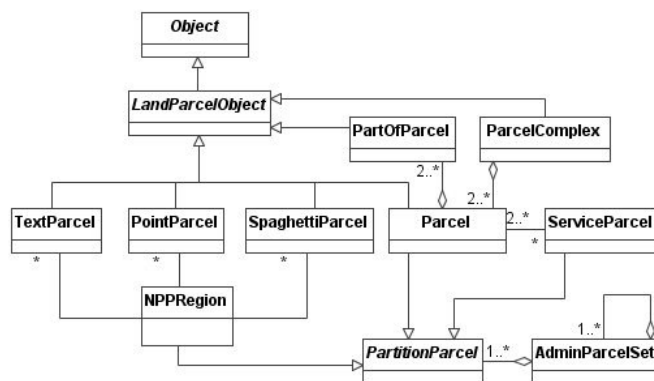 Object
LandParcelObject
PartOfParcel
ParcelComplex
2..*
2..*
TextParcel
PointParcel
SpaghettiParcel
Parcel
2..*
ServiceParcel
*
*
*
*
NPPRegion
1..*
PartitionParcel
1..*
AdminParcelSet